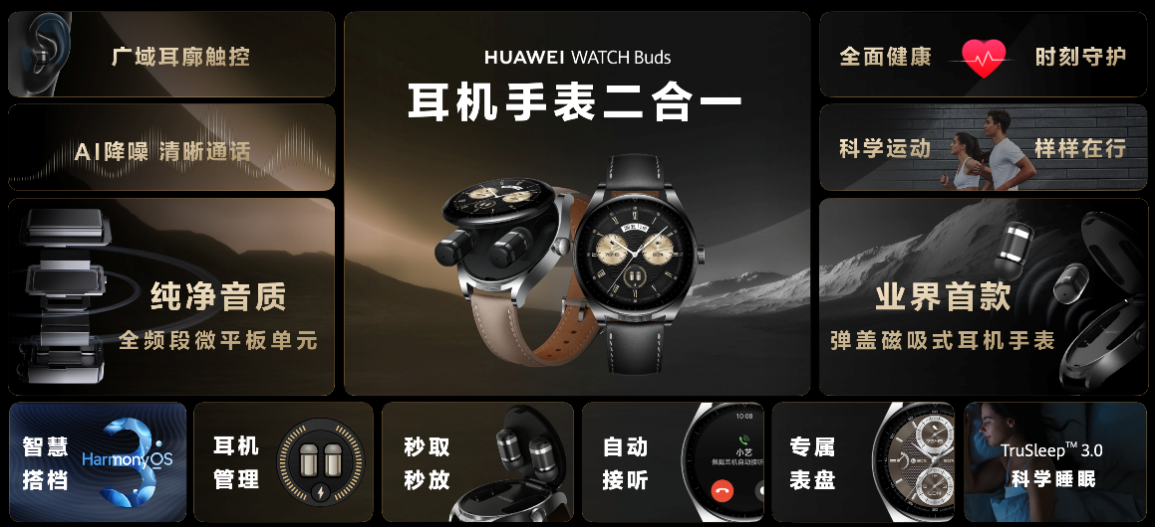 广域耳廓触控
AI降噪 清晰通话
纯净音质
全频段微平板单元
HUAWEI WATCH Buds
耳机手表二合一
全面健康
时刻守护
科学运动
样样在行
业界首款
弹盖磁吸式耳机手表
智慧
搭档
HarmonyOS
3
耳机
管理
秒取
秒放
自动
接听
10:08
小艺
专属
表盘
TruSleep™ 3.0
科学睡眠